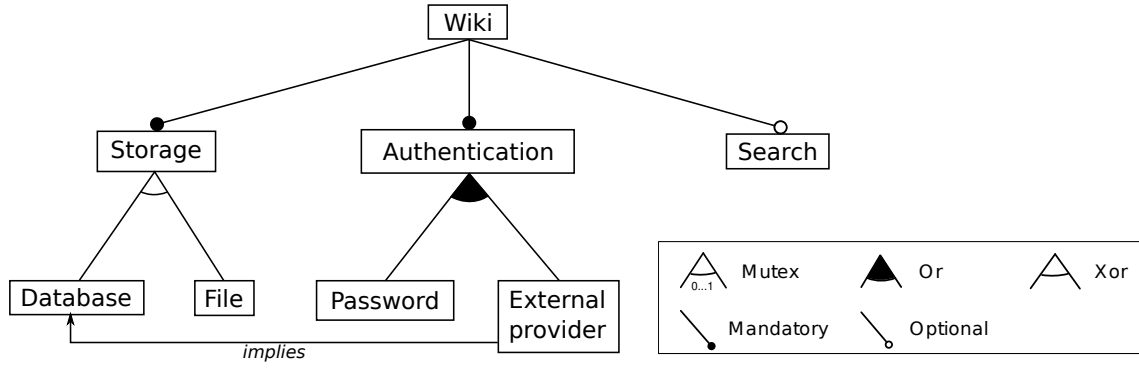 Wiki
Storage
Authentication
Search
Database
File
Password
External
provider
implies
0...1
Mutex
Or
Xor
Mandatory
Optional